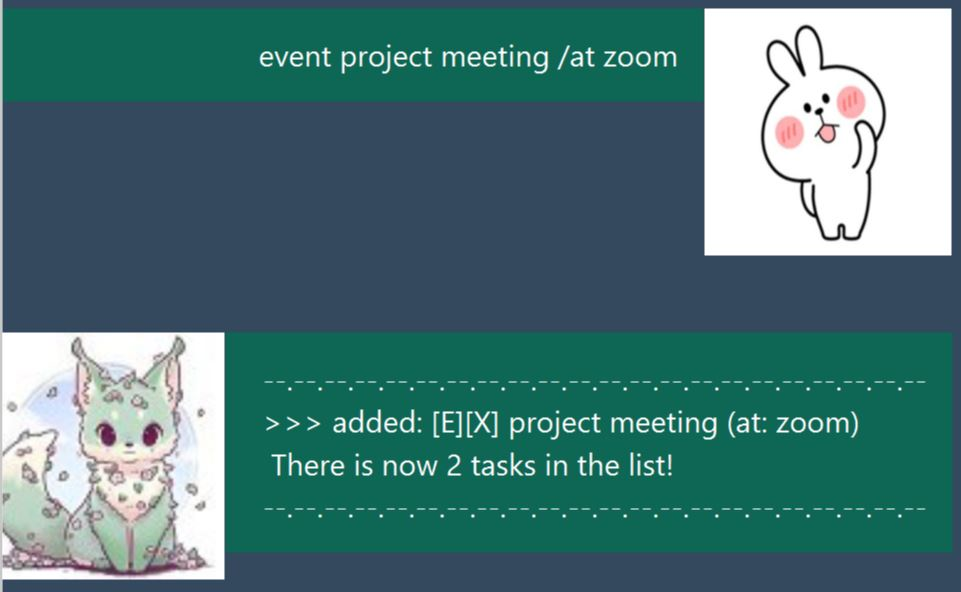 event project meeting /at zoom
--.--.--.--.--.--.--.--.--.--.--.--.--.--.--.--.--.--.--.--.--.--
>>> added: [E][X] project meeting (at: zoom)
There is now 2 tasks in the list!
--.--.--.--.--.--.--.--.--.--.--.--.--.--.--.--.--.--.--.--.--.--